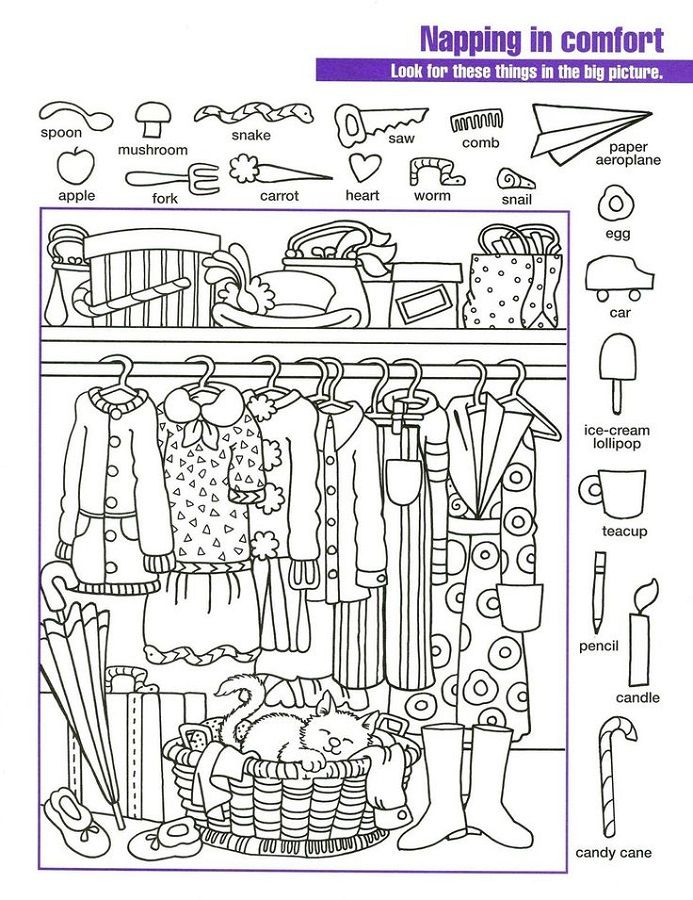 Napping in comfort
Look for these things in the big picture.
spoon
mushroom
snake
saw
comb
paper
aeroplane
apple
fork
carrot
heart
worm
snail
egg
car
ice-cream
lollipop
teacup
pencil
candle
candy cane